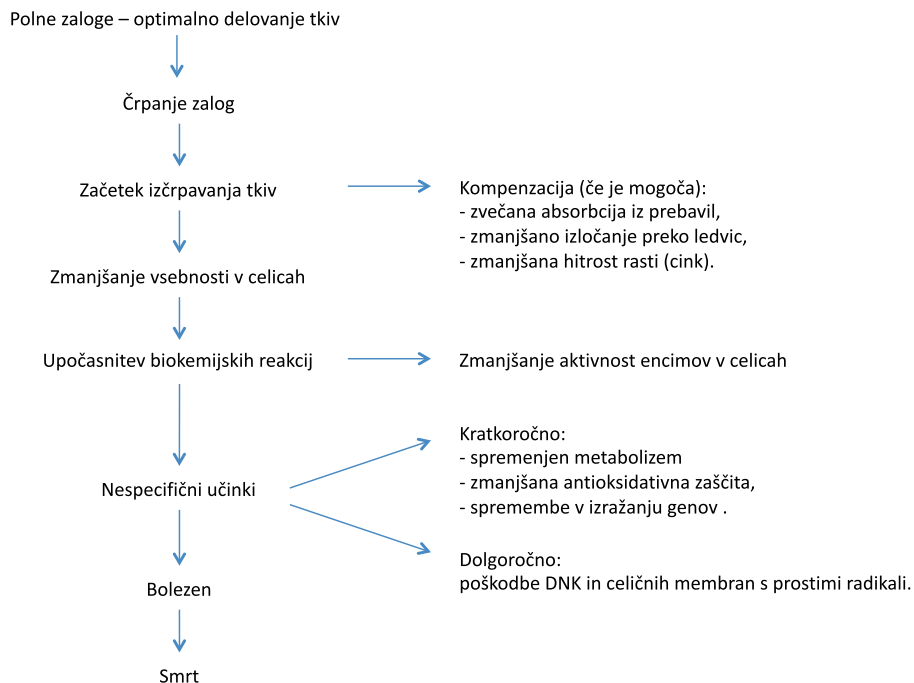 Polne zaloge – optimalno delovanje tkiv
Črpanje zalog
Začetek izčrpavanja tkiv
Kompenzacija (če je mogoča):
- zvečana absorbcija iz prebavil,
- zmanjšano izločanje preko ledvic,
- zmanjšana hitrost rasti (cink).
Zmanjšanje vsebnosti v celicah
Upočasnitev biokemijskih reakcij
Zmanjšanje aktivnost encimov v celicah
Nespecifični učinki
Kratkoročno:
- spremenjen metabolizem
- zmanjšana antioksidativna zaščita,
- spremembe v izražanju genov .
Dolgoročno:
poškodbe DNK in celičnih membran s prostimi radikali.
Bolezen
Smrt